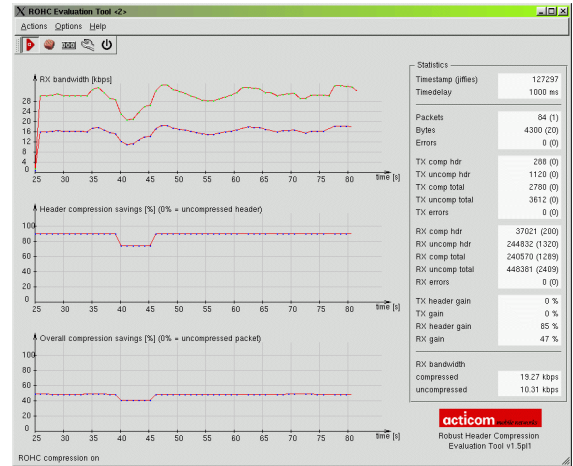 ROHC Evaluation Tool <2>
Actions Options Help
RX bandwidth [kbps]
28
24
20
16
12
8
4
0
25 30 35 40 45 50 55 60 65 70 75 80
time [s]
Header compression savings [%] (0% = uncompressed header)
100
80
60
40
20
0
25 30 35 40 45 50 55 60 65 70 75 80
time [s]
Overall compression savings [%] (0% = uncompressed packet)
100
80
60
40
20
0
25 30 35 40 45 50 55 60 65 70 75 80
time [s]
ROHC compression on
Statistics
Timestamp (jiffies) 127297
Timedelay 1000 ms
Packets 84 (1)
Bytes 4300 (20)
Errors 0 (0)
TX comp hdr 288 (0)
TX uncomp hdr 1120 (0)
TX comp total 2780 (0)
TX uncomp total 3612 (0)
TX errors 0 (0)
RX comp hdr 37021 (200)
RX uncomp hdr 244832 (1320)
RX comp total 240570 (1289)
RX uncomp total 448381 (2409)
RX errors 0 (0)
TX header gain 0 %
TX gain 0 %
RX header gain 85 %
RX gain 47 %
RX bandwidth
compressed 19.27 kbps
uncompressed 10.31 kbps
acticom
Robust Header Compression
Evaluation Tool v1.5pl1